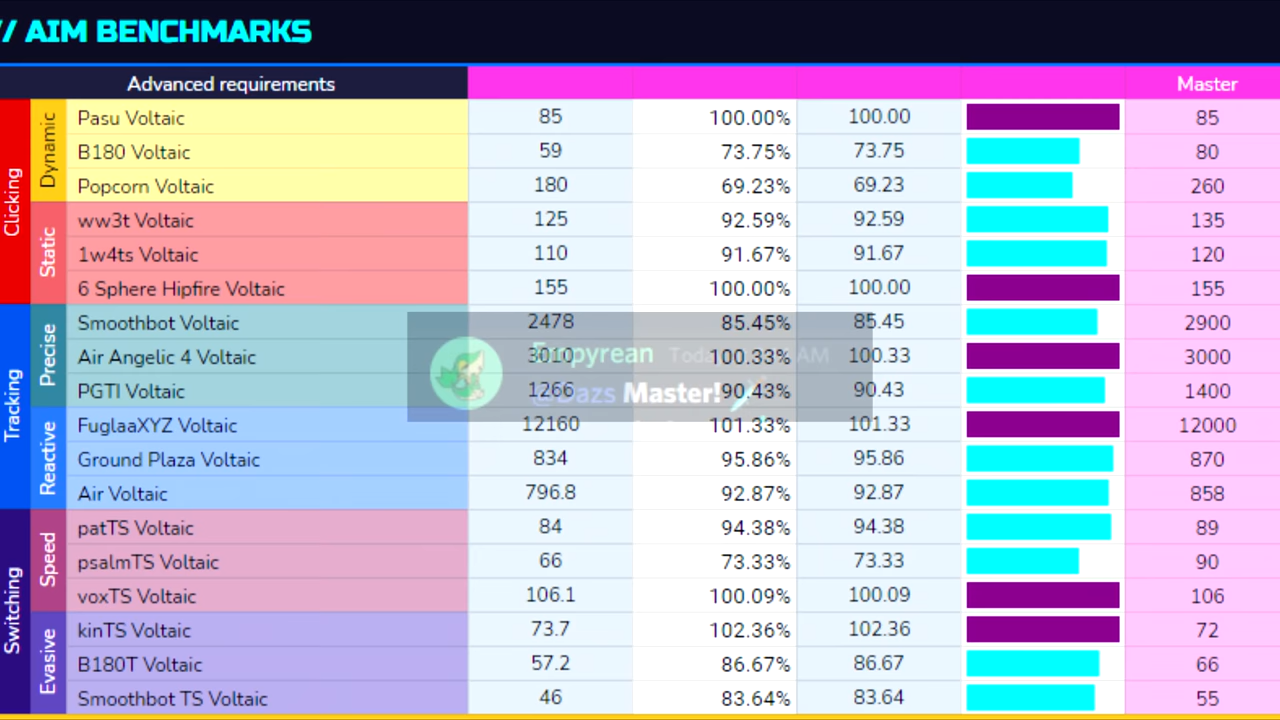 // AIM BENCHMARKS
Advanced requirements Master
Clicking
Dynamic
Pasu Voltaic 85 100.00% 100.00 85
B180 Voltaic 59 73.75% 73.75 80
Popcorn Voltaic 180 69.23% 69.23 260
Static
ww3t Voltaic 125 92.59% 92.59 135
1w4ts Voltaic 110 91.67% 91.67 120
6 Sphere Hipfire Voltaic 155 100.00% 100.00 155
Tracking
Precise
Smoothbot Voltaic 2478 85.45% 85.45 2900
Air Angelic 4 Voltaic 3010 100.33% 100.33 3000
PGTI Voltaic 1266 90.43% 90.43 1400
Empyrean Today AM
@Dazs Master!
Reactive
FuglaaXYZ Voltaic 12160 101.33% 101.33 12000
Ground Plaza Voltaic 834 95.86% 95.86 870
Air Voltaic 796.8 92.87% 92.87 858
Switching
Speed
patTS Voltaic 84 94.38% 94.38 89
psalmTS Voltaic 66 73.33% 73.33 90
voxTS Voltaic 106.1 100.09% 100.09 106
Evasive
kinTS Voltaic 73.7 102.36% 102.36 72
B180T Voltaic 57.2 86.67% 86.67 66
Smoothbot TS Voltaic 46 83.64% 83.64 55